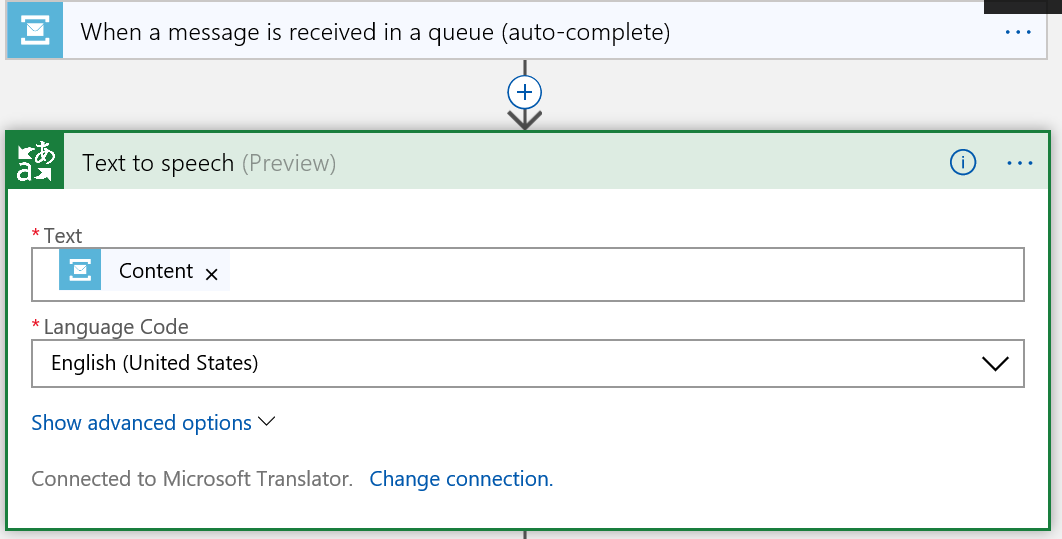 When a message is received in a queue (auto-complete)
Text to speech (Preview)
* Text
Content
* Language Code
English (United States)
Show advanced options
Connected to Microsoft Translator. Change connection.